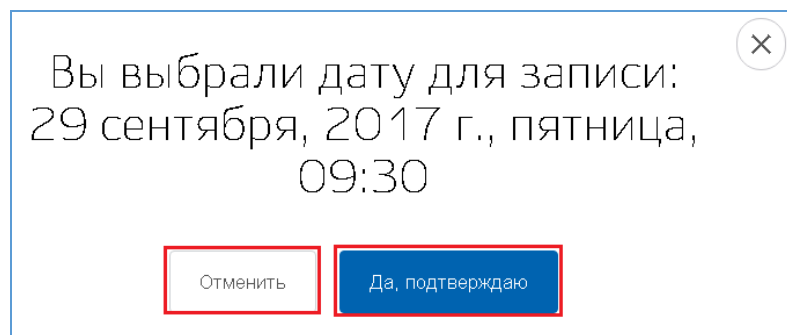 Вы выбрали дату для записи:
29 сентября, 2017 г., пятница,
09:30
Отменить
Да, подтверждаю